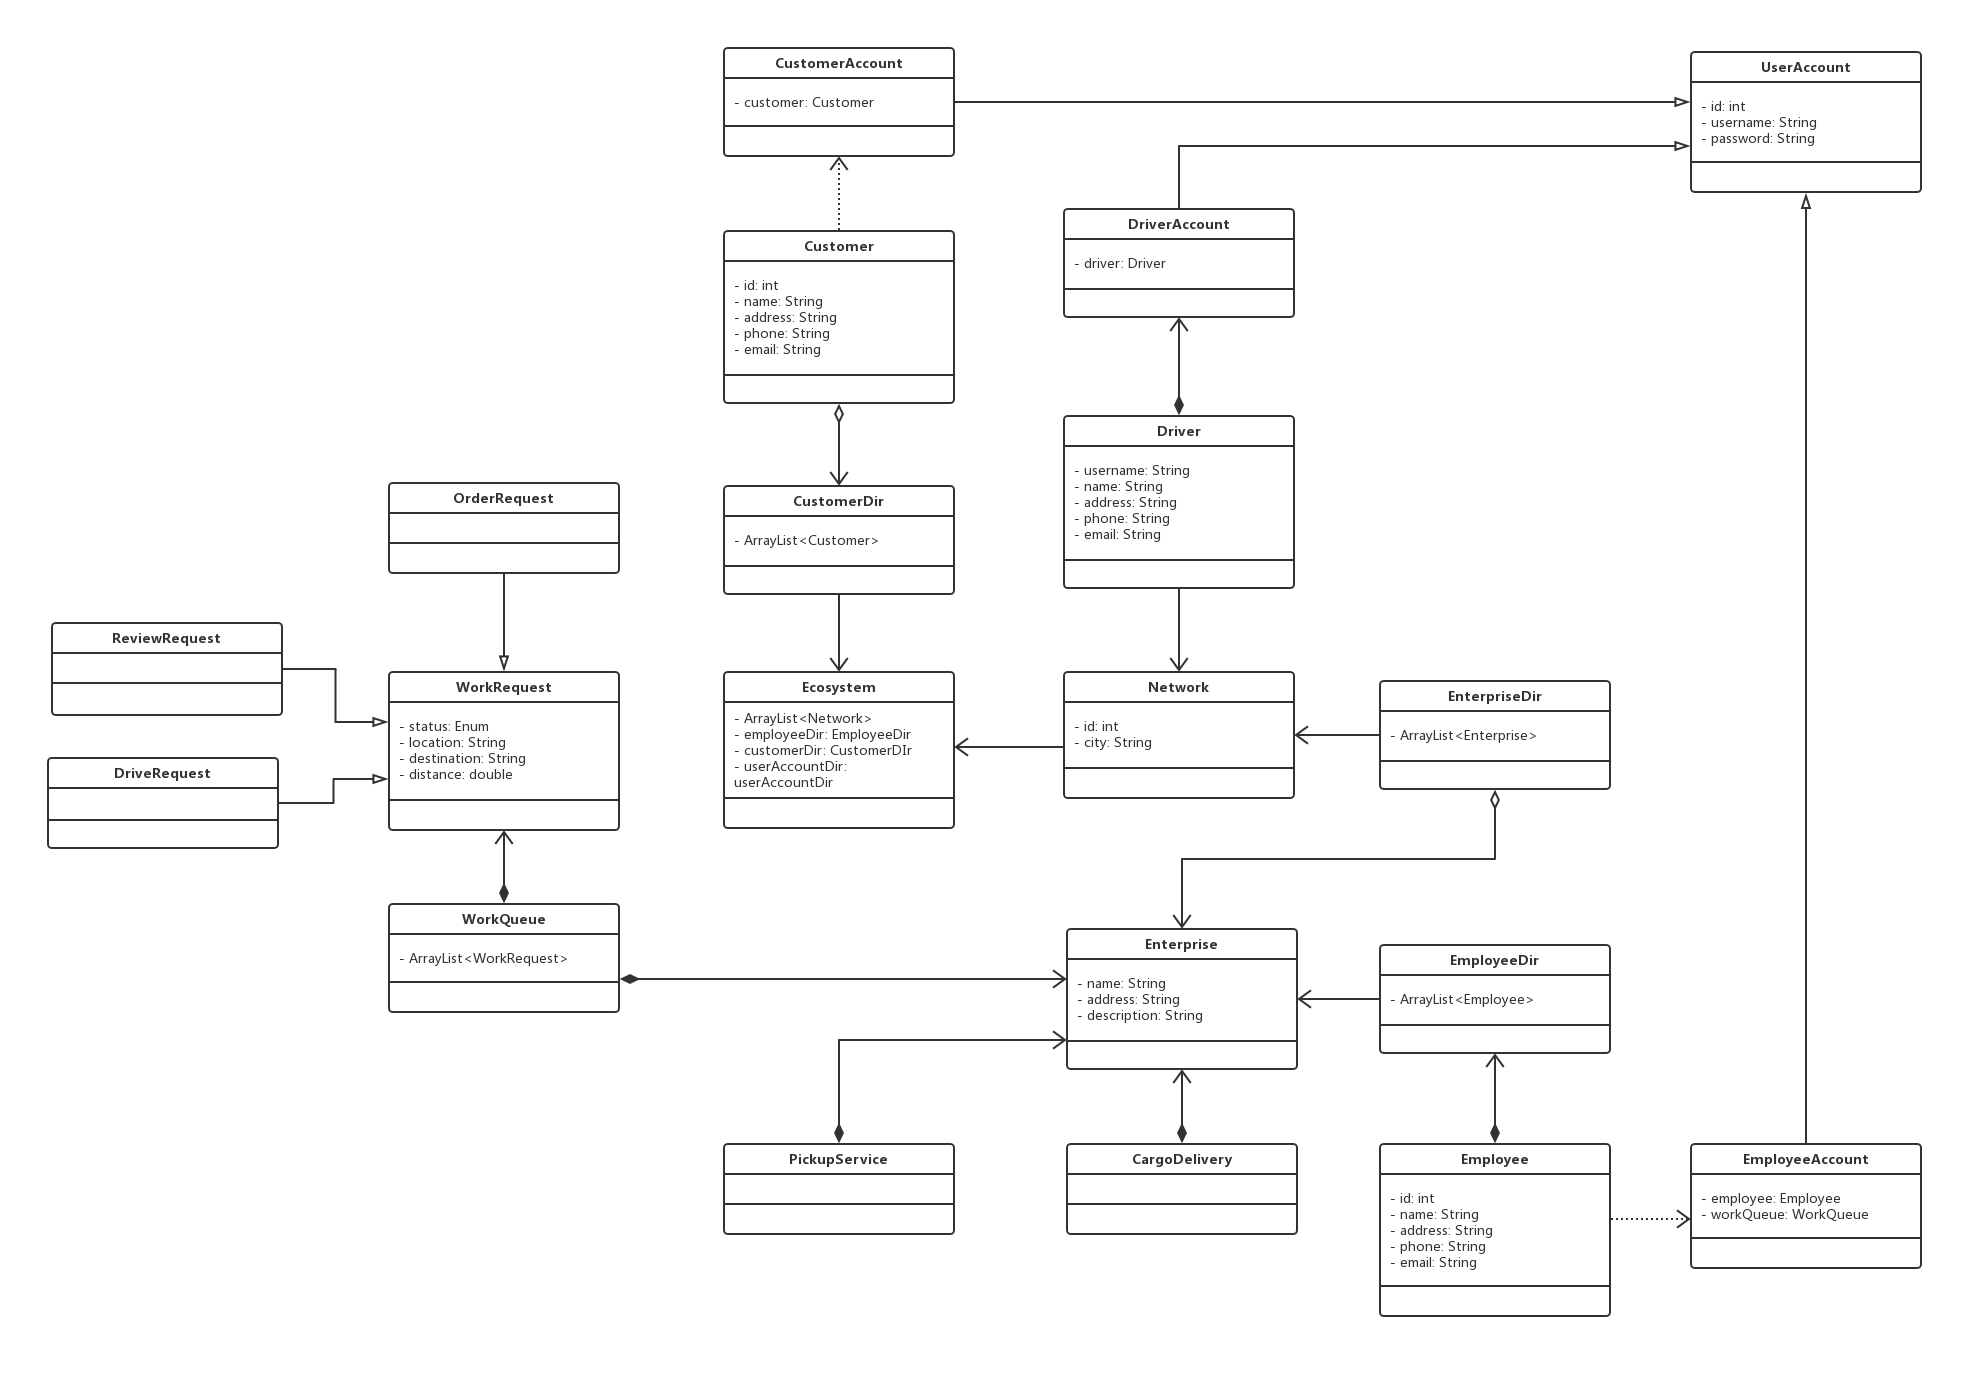 CustomerAccount
- customer: Customer
UserAccount
- id: int
- username: String
- password: String
DriverAccount
- driver: Driver
Customer
- id: int
- name: String
- address: String
- phone: String
- email: String
Driver
- username: String
- name: String
- address: String
- phone: String
- email: String
OrderRequest
CustomerDir
- ArrayList<Customer>
ReviewRequest
DriveRequest
WorkRequest
- status: Enum
- location: String
- destination: String
- distance: double
Ecosystem
- ArrayList<Network>
- employeeDir: EmployeeDir
- customerDir: CustomerDIr
- userAccountDir:
userAccountDir
Network
- id: int
- city: String
EnterpriseDir
- ArrayList<Enterprise>
WorkQueue
- ArrayList<WorkRequest>
Enterprise
- name: String
- address: String
- description: String
EmployeeDir
- ArrayList<Employee>
PickupService
CargoDelivery
Employee
- id: int
- name: String
- address: String
- phone: String
- email: String
EmployeeAccount
- employee: Employee
- workQueue: WorkQueue